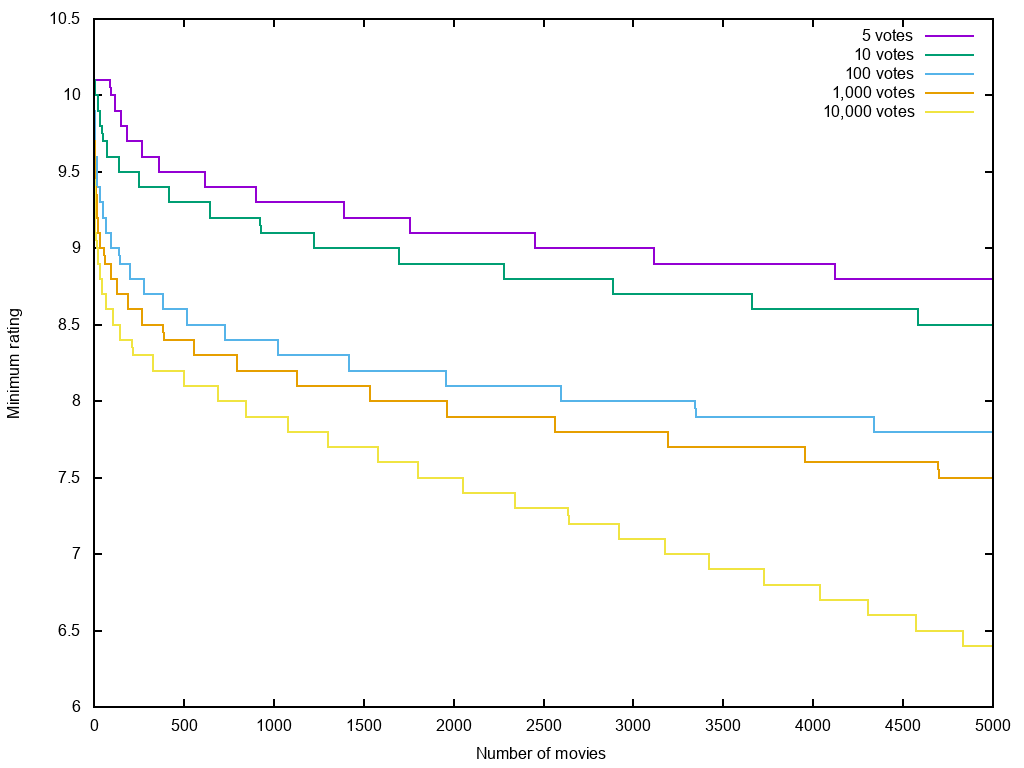 10.5
10
9.5
9
8.5
8
7.5
7
6.5
6
Minimum rating
5 votes
10 votes
100 votes
1,000 votes
10,000 votes
0 500 1000 1500 2000 2500 3000 3500 4000 4500 5000
Number of movies